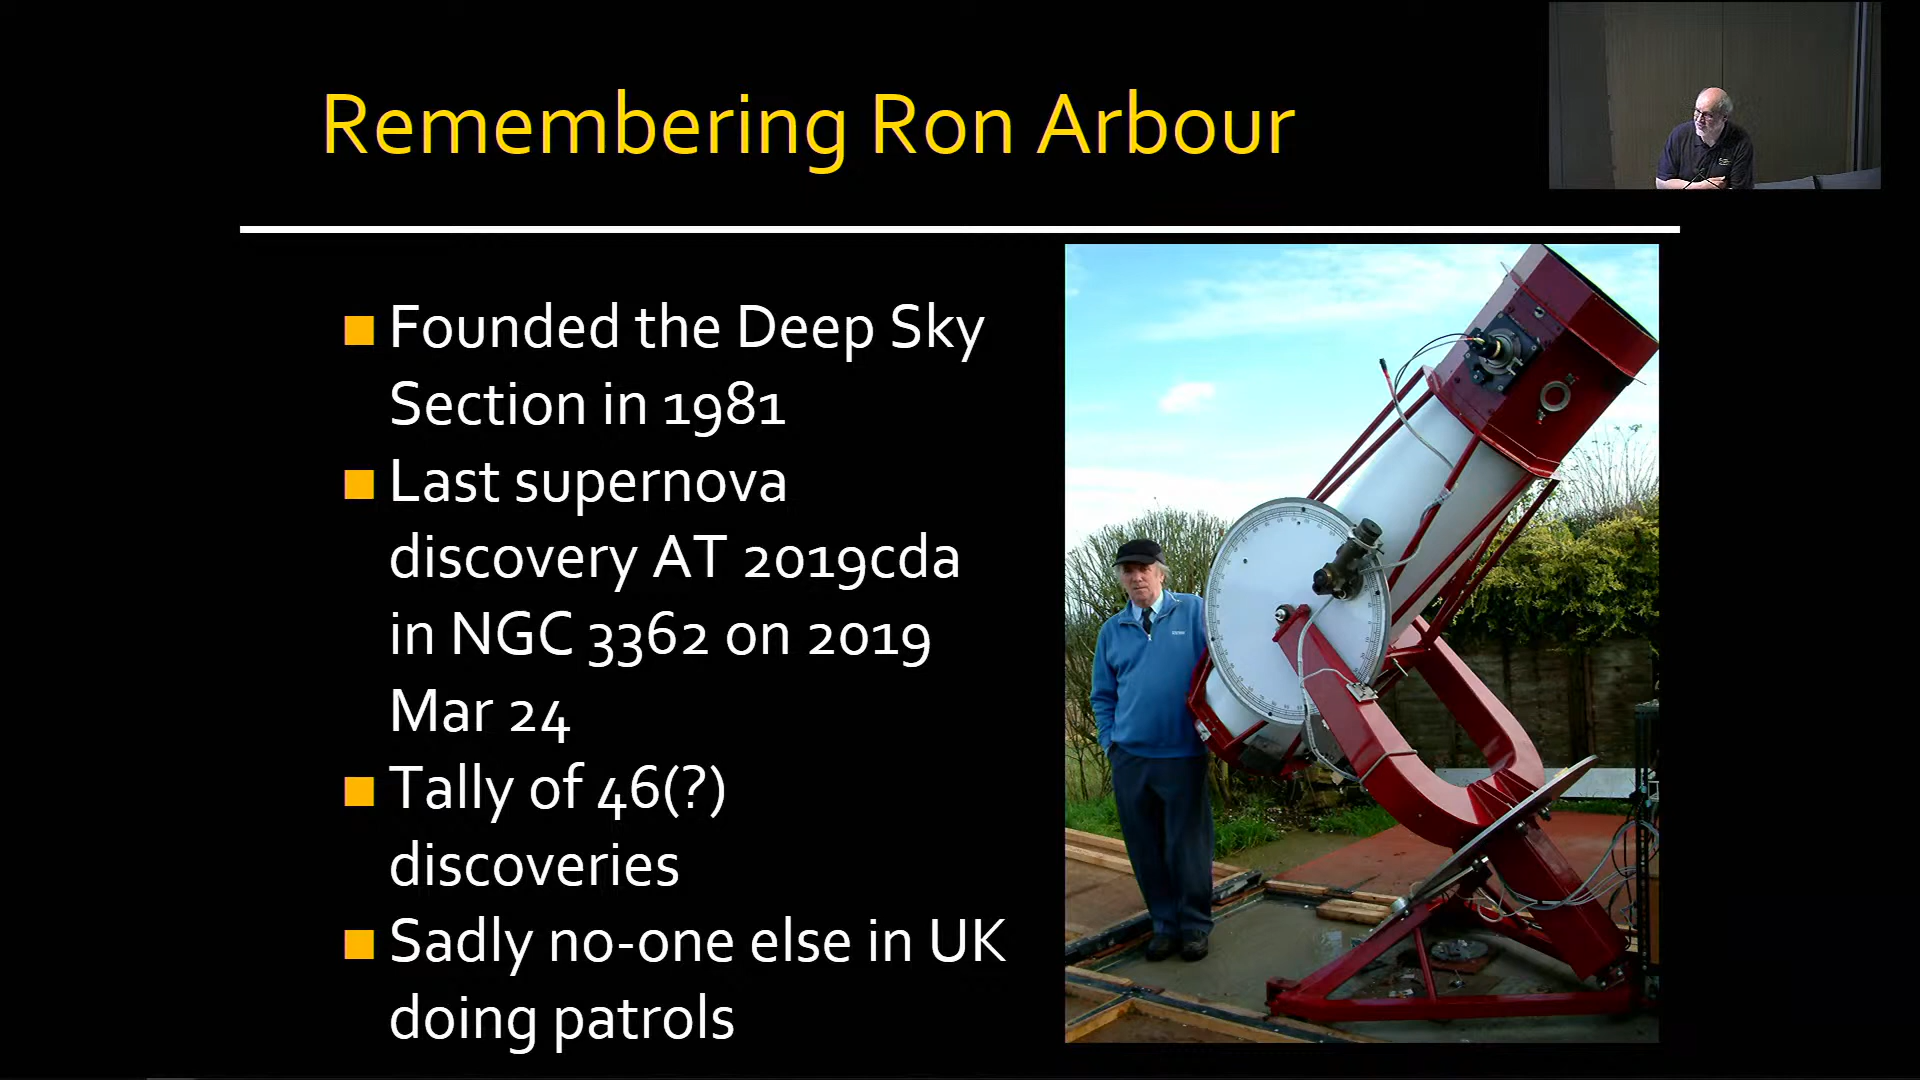 Remembering Ron Arbour
Founded the Deep Sky
Section in 1981
Last supernova
discovery AT 2019cda
in NGC 3362 on 2019
Mar 24
Tally of 46(?)
discoveries
Sadly no-one else in UK
doing patrols